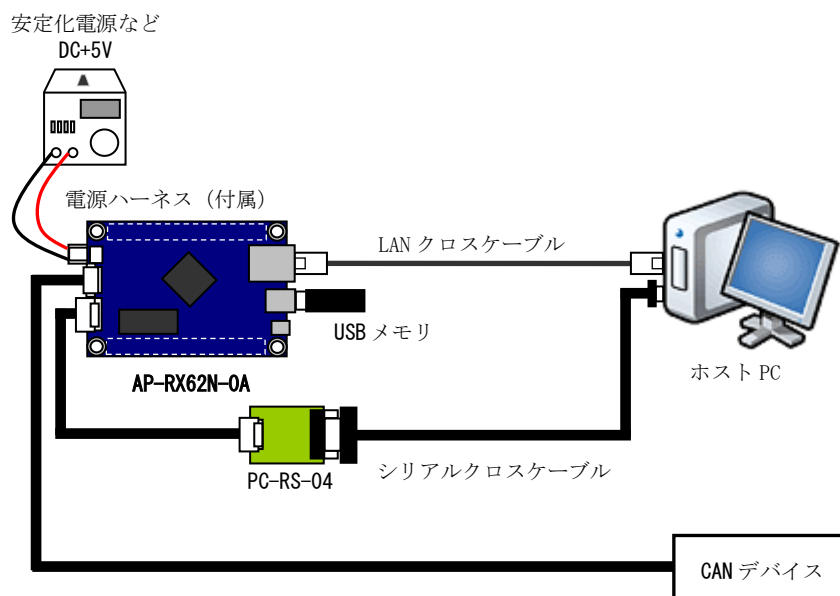 安定化電源など
DC+5V
電源ハーネス（付属）
LAN クロスケーブル
USB メモリ
ホスト PC
AP-RX62N-0A
PC-RS-04
シリアルクロスケーブル
CAN デバイス